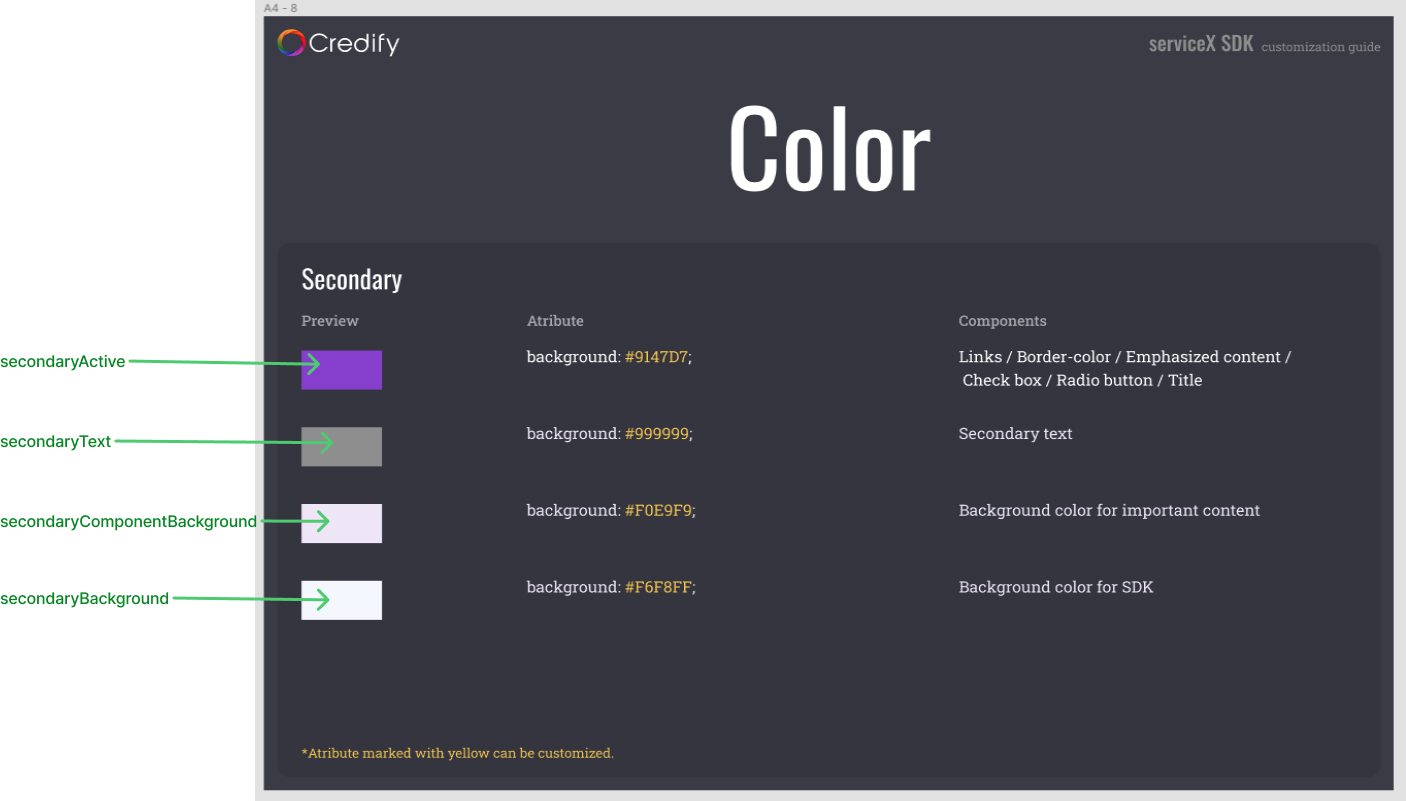 A4 - 8
Credify
serviceX SDK customization guide
Color
Secondary
Preview Atribute Components
secondaryActive background: #9147D7; Links / Border-color / Emphasized content /
Check box / Radio button / Title
secondaryText background: #999999; Secondary text
secondaryComponentBackground background: #F0E9F9; Background color for important content
secondaryBackground background: #F6F8FF; Background color for SDK
*Atribute marked with yellow can be customized.